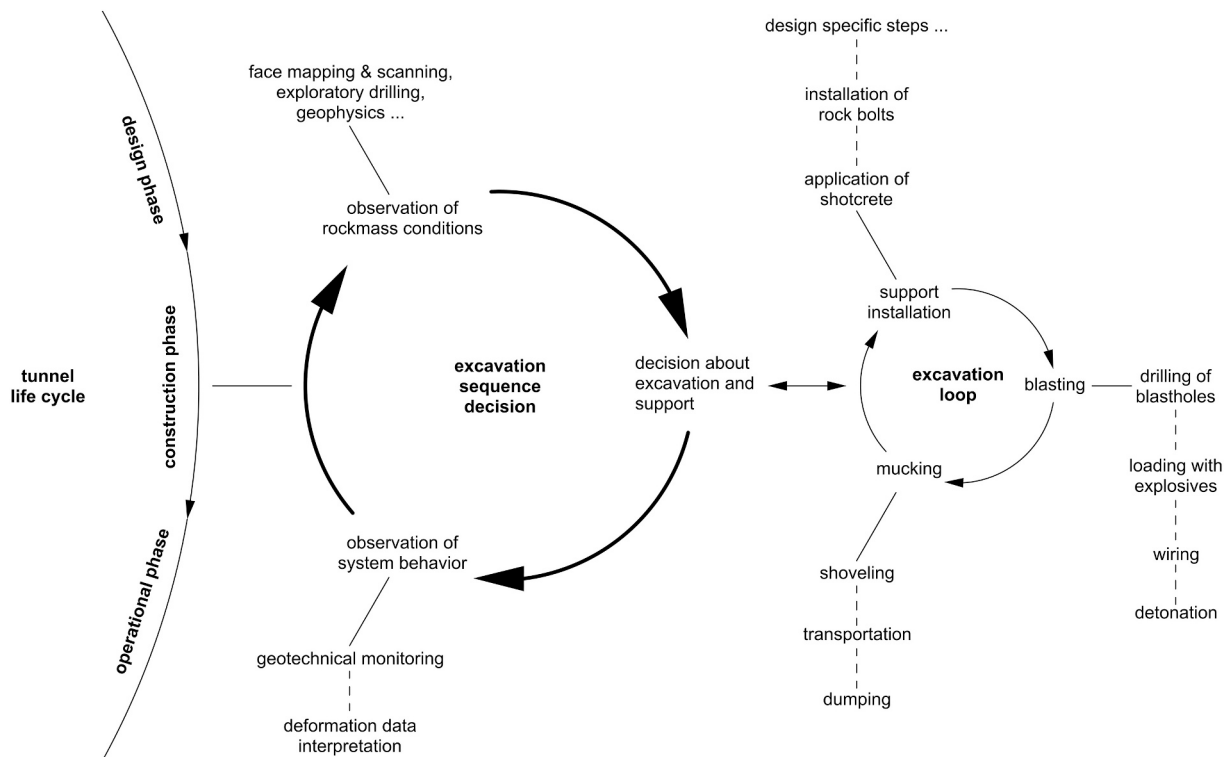 tunnel
life cycle
design phase
construction phase
operational phase
face mapping & scanning,
exploratory drilling,
geophysics ...
observation of
rockmass conditions
excavation
sequence
decision
decision about
excavation and
support
observation of
system behavior
geotechnical monitoring
deformation data
interpretation
design specific steps ...
installation of
rock bolts
application of
shotcrete
support
installation
excavation
loop
blasting
drilling of
blastholes
loading with
explosives
wiring
detonation
mucking
shoveling
transportation
dumping